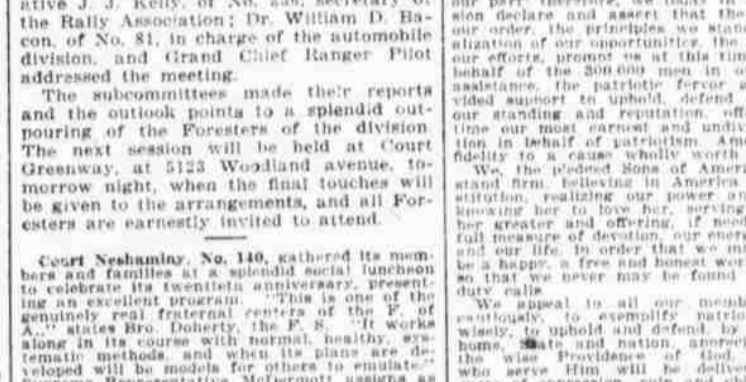 ative J. J. Kelly, of No.
the Rally Association; Dr. William D. Ba-
con, of No. 81, in charge of the automobile
division, and Grand Chief Ranger Pilot
addressed the meeting.
The subcommittees made their reports
and the outlook points to a splendid out-
pouring of the Foresters of the division
The next session will be held at Court
Greenway, at 5123 Woodland avenue, to-
morrow night, when the final touches will
be given to the arrangements, and all For-
esters are earnestly invited to attend.
Court Neshaminy, No. 140, gathered its mem-
bers and families at a splendid social luncheon
to celebrate its twentieth anniversary, present-
ing an excellent program. "This is one of the
genuinely real fraternal centers of the F. of
A.," states Bro. Doherty, the F. S. "It works
along in its course with normal, healthy, sys-
tematic methods, and when its plans are de-
veloped will be models for others to emulate."
Supreme Representative McDermott assigns as
sion declare and assert that the
our order, the principles we stand
alization of our opportunities, the
our efforts, prompt us at this time
behalf of the 300,000 men in
assistance, the patriotic fervor
vided support to uphold, defend
our standing and reputation,
time our most earnest and undiv
tion in behalf of patriotism,
fidelity to a cause wholly worth
We, the pledged Sons of Ameri
stand firm, believing in America
stitution, realizing our power
knowing her to love her, serving
her greater and offering, if need
full measure of devotion, our ener
and our life, in order that we
be a happy, a free and honest
so that we never may be found
duty calls.
We appeal to all our memb
cautiously, to exemplify patrio
wisely, to uphold and defend, by
home, state and nation,
the wise Providence of God,
who serve Him will be deliver